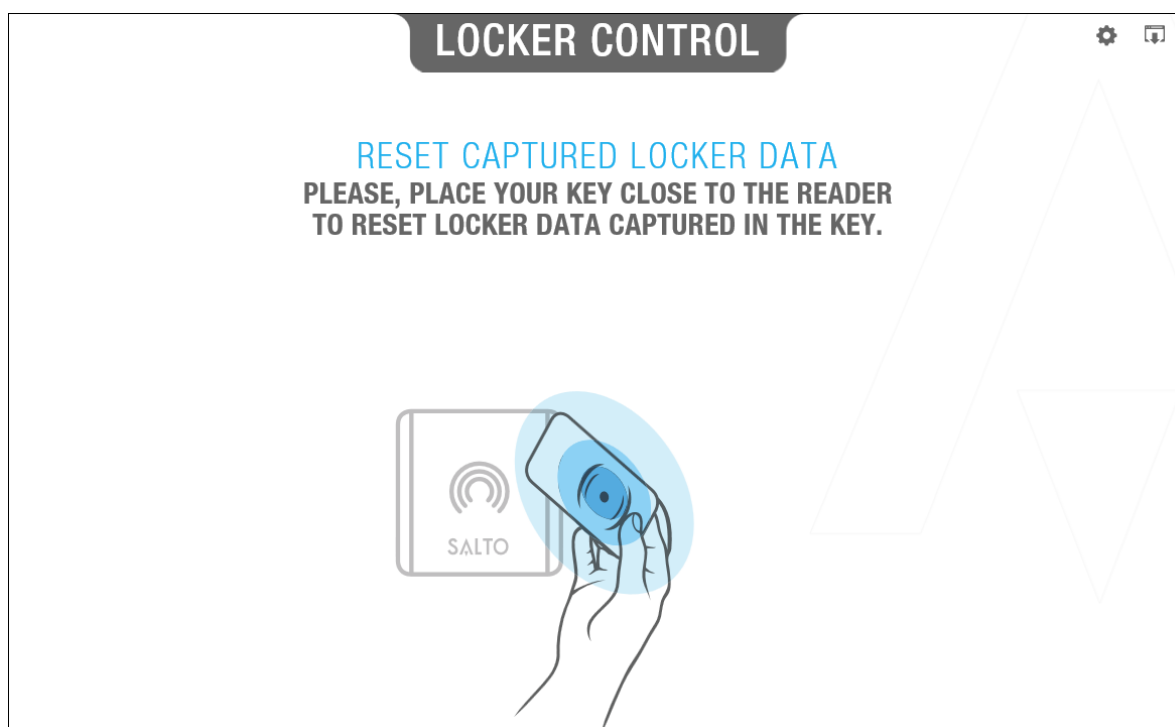 LOCKER CONTROL
RESET CAPTURED LOCKER DATA
PLEASE, PLACE YOUR KEY CLOSE TO THE READER
TO RESET LOCKER DATA CAPTURED IN THE KEY.
SALTO